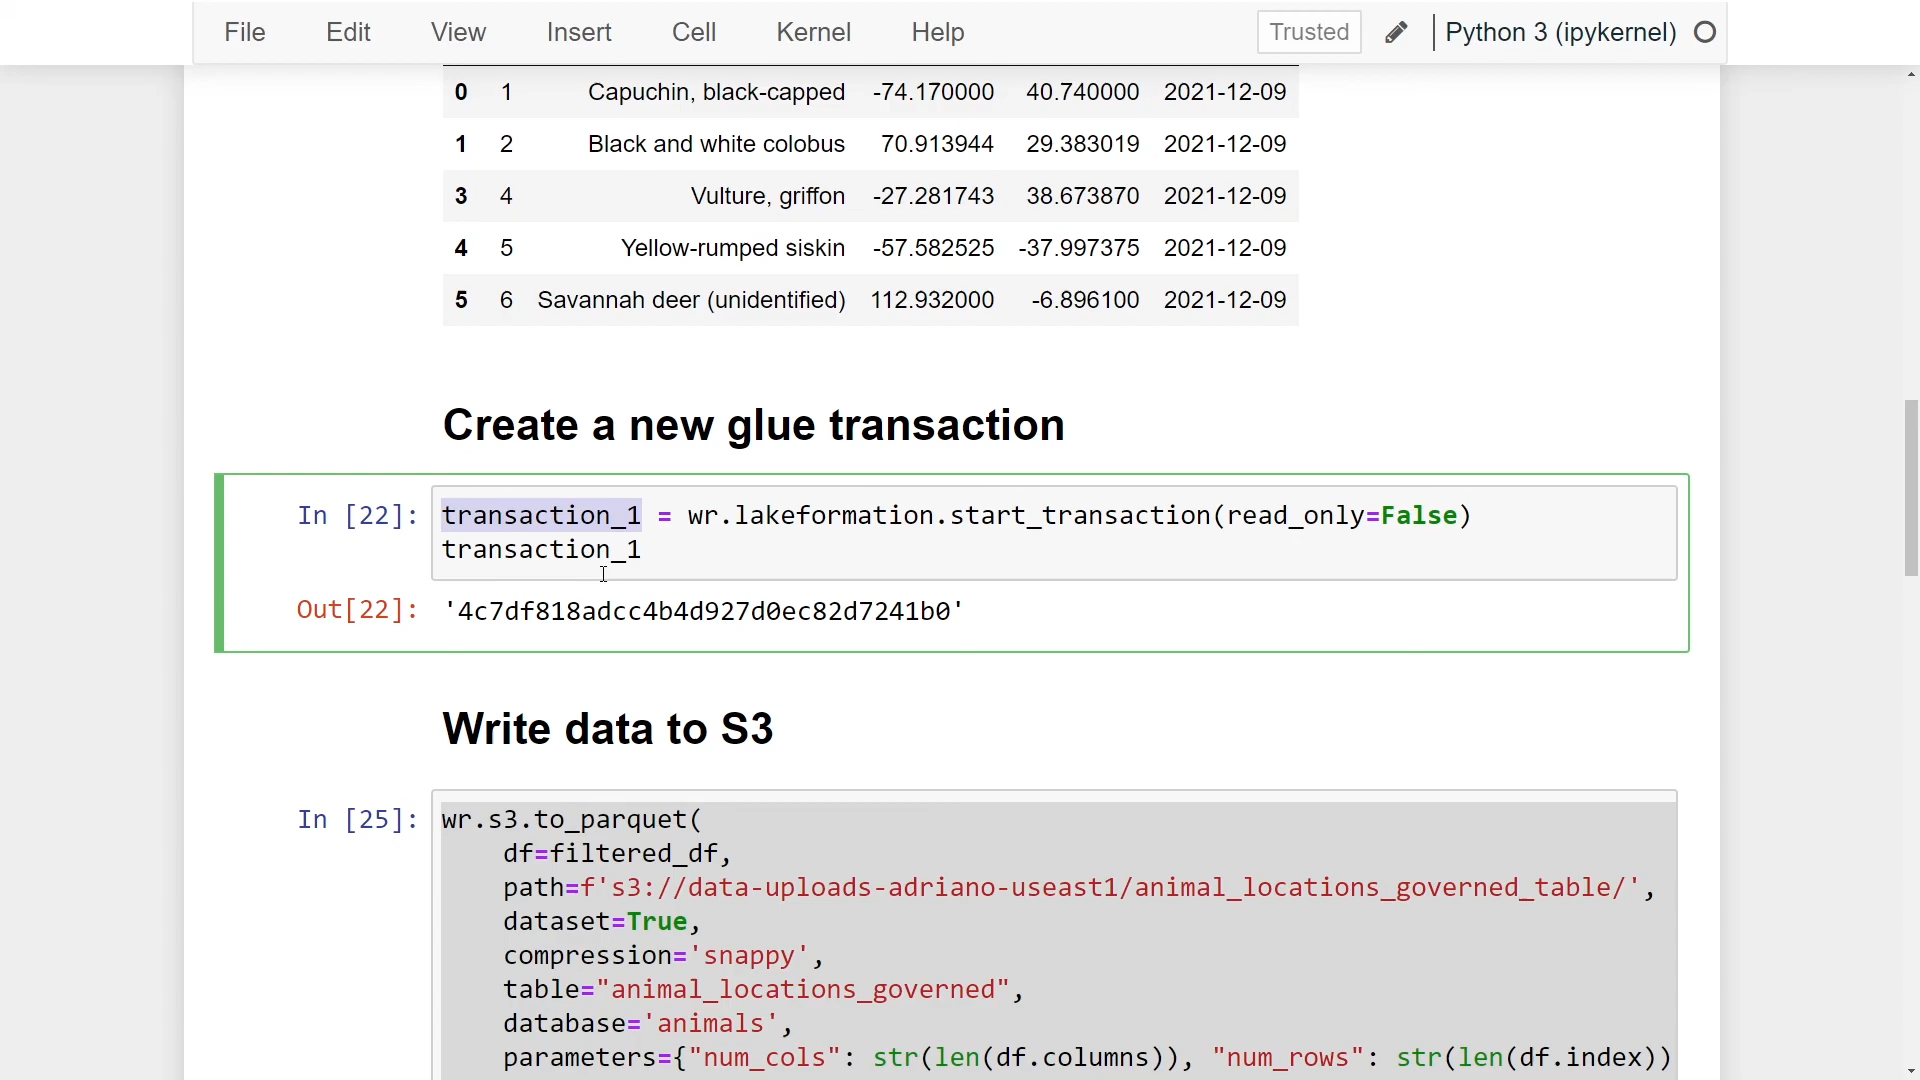 File Edit View Insert Cell Kernel Help Trusted Python 3 (ipykernel)
0 1 Capuchin, black-capped -74.170000 40.740000 2021-12-09
1 2 Black and white colobus 70.913944 29.383019 2021-12-09
3 4 Vulture, griffon -27.281743 38.673870 2021-12-09
4 5 Yellow-rumped siskin -57.582525 -37.997375 2021-12-09
5 6 Savannah deer (unidentified) 112.932000 -6.896100 2021-12-09
Create a new glue transaction
In [22]: transaction_1 = wr.lakeformation.start_transaction(read_only=False)
transaction_1
Out[22]: '4c7df818adcc4b4d927d0ec82d7241b0'
Write data to S3
In [25]: wr.s3.to_parquet(
df=filtered_df,
path=f's3://data-uploads-adriano-useast1/animal_locations_governed_table/',
dataset=True,
compression='snappy',
table="animal_locations_governed",
database='animals',
parameters={"num_cols": str(len(df.columns)), "num_rows": str(len(df.index))